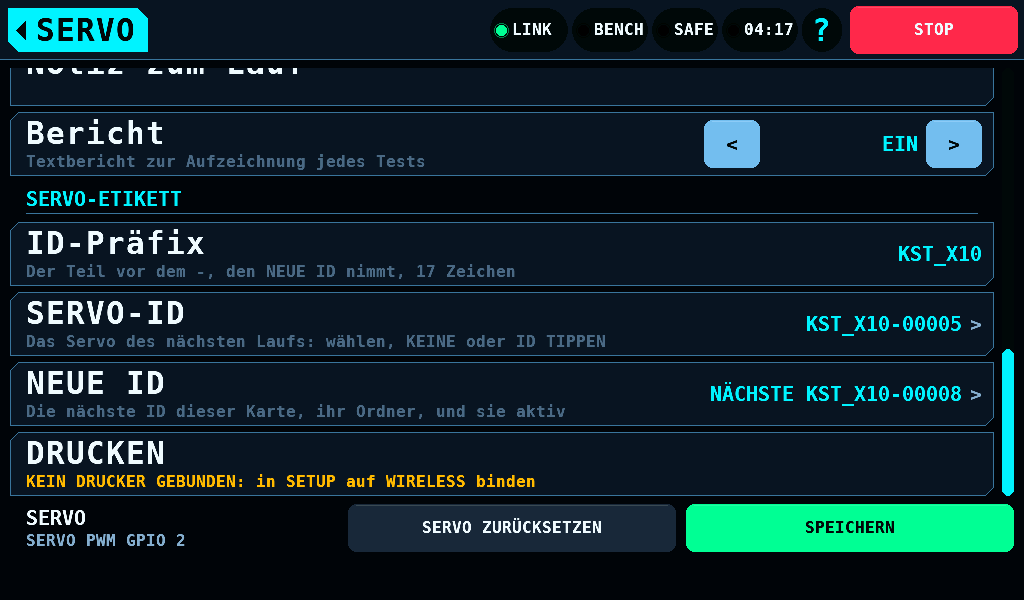 SERVO
LINK
BENCH
SAFE
04:17
?
STOP
Notiz zum Lauf
Bericht
Textbericht zur Aufzeichnung jedes Tests
<
EIN
>
SERVO-ETIKETT
ID-Präfix
Der Teil vor dem -, den NEUE ID nimmt, 17 Zeichen
KST_X10
SERVO-ID
Das Servo des nächsten Laufs: wählen, KEINE oder ID TIPPEN
KST_X10-00005 >
NEUE ID
Die nächste ID dieser Karte, ihr Ordner, und sie aktiv
NÄCHSTE KST_X10-00008 >
DRUCKEN
KEIN DRUCKER GEBUNDEN: in SETUP auf WIRELESS binden
SERVO
SERVO PWM GPIO 2
SERVO ZURÜCKSETZEN
SPEICHERN